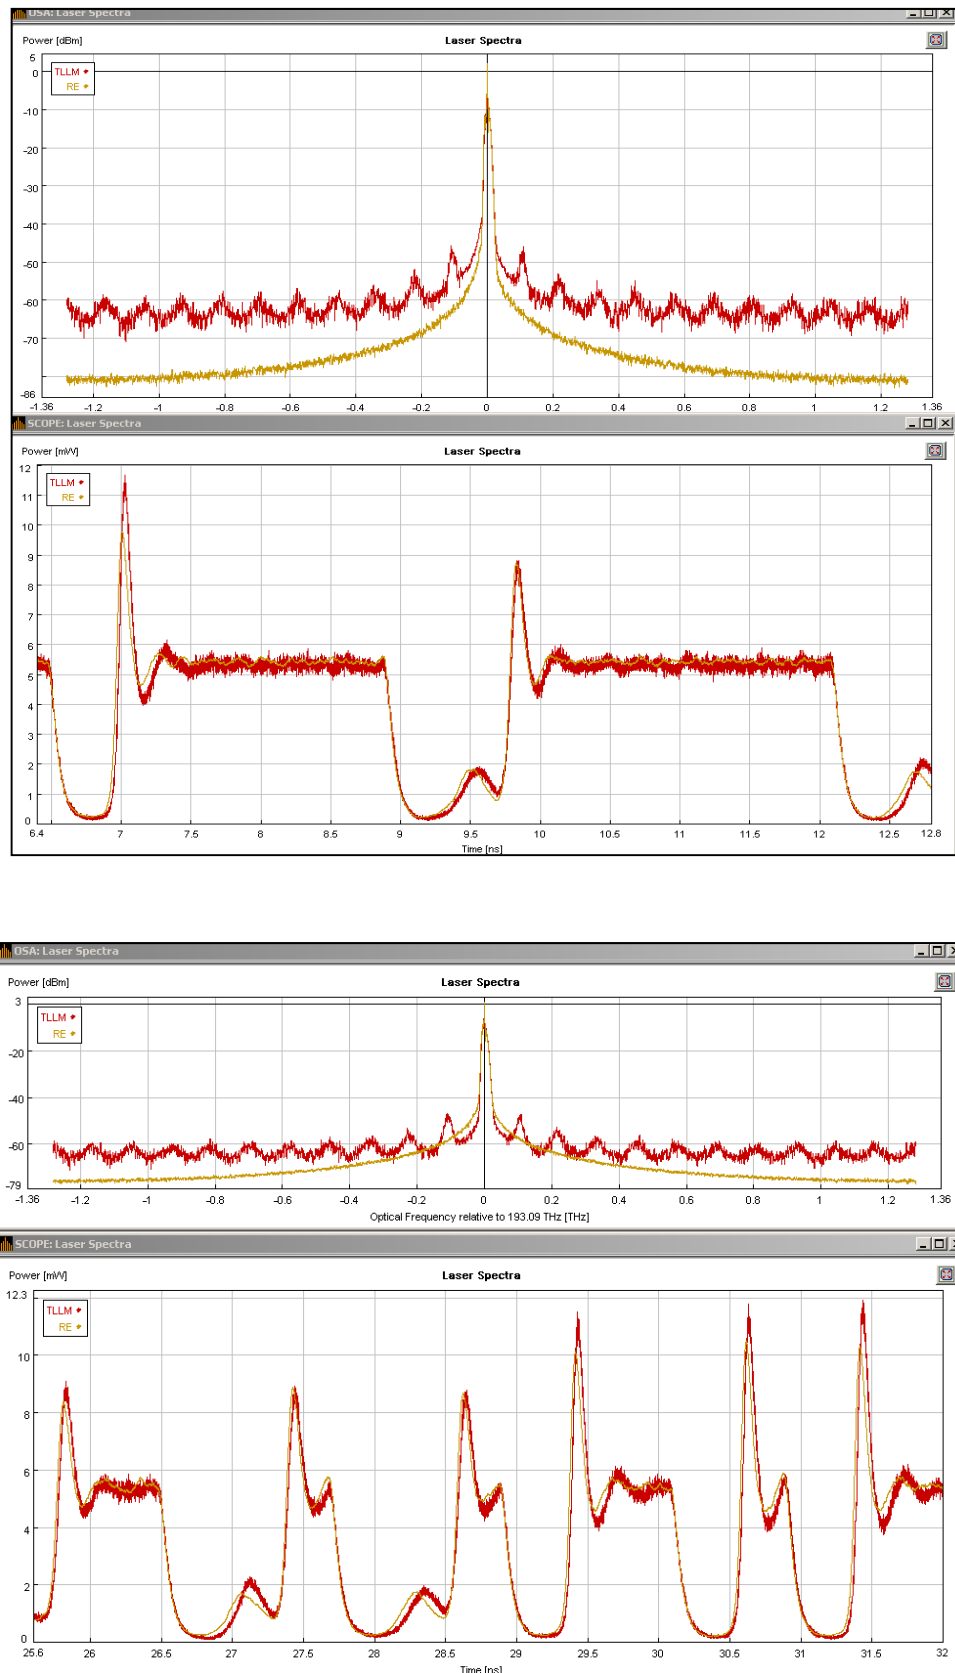 OSA: Laser Spectra
Power [dBm]
Laser Spectra
5
0
-10
-20
-30
-40
-50
-60
-70
-86
TLLM
RE
-1.36 -1.2 -1 -0.8 -0.6 -0.4 -0.2 0 0.2 0.4 0.6 0.8 1 1.2 1.36
SCOPE: Laser Spectra
Power [mW]
Laser Spectra
12
11
10
9
8
7
6
5
4
3
2
1
0
TLLM
RE
6.4 7 7.5 8 8.5 9 9.5 10 10.5 11 11.5 12 12.5 12.8
Time [ns]
OSA: Laser Spectra
Power [dBm]
Laser Spectra
3
-20
-40
-60
-79
TLLM
RE
-1.36 -1.2 -1 -0.8 -0.6 -0.4 -0.2 0 0.2 0.4 0.6 0.8 1 1.2 1.36
Optical Frequency relative to 193.09 THz [THz]
SCOPE: Laser Spectra
Power [mW]
Laser Spectra
12.3
10
8
6
4
2
0
TLLM
RE
25.6 26 26.5 27 27.5 28 28.5 29 29.5 30 30.5 31 31.5 32
Time [ns]